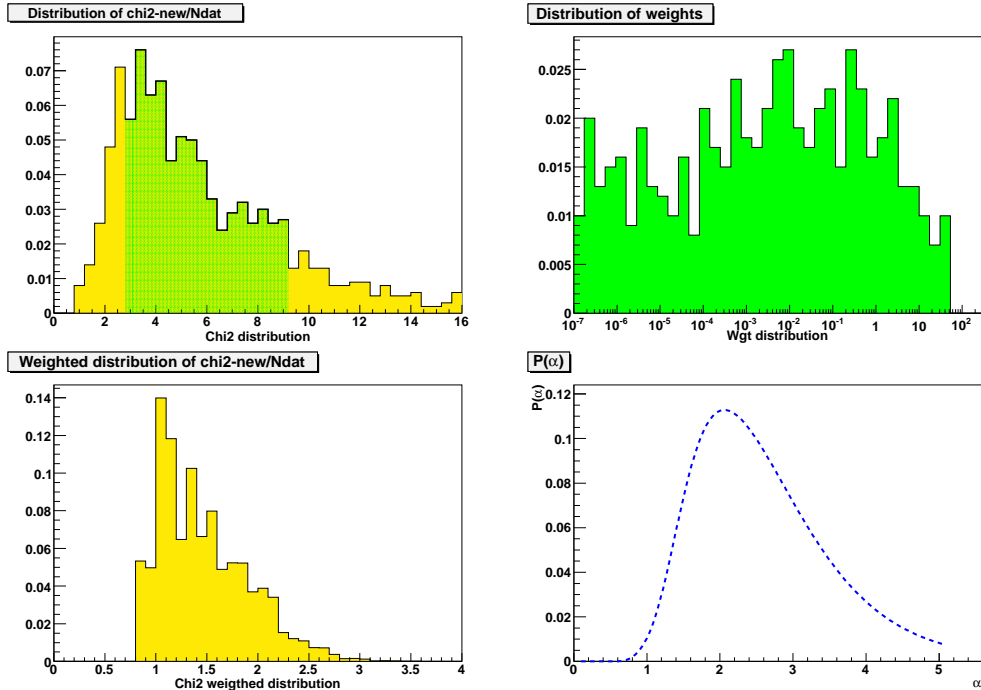 Distribution of chi2-new/Ndat
0.07
0.06
0.05
0.04
0.03
0.02
0.01
0
0 2 4 6 8 10 12 14 16
Chi2 distribution
Distribution of weights
0.025
0.02
0.015
0.01
0.005
0
10^-7 10^-6 10^-5 10^-4 10^-3 10^-2 10^-1 1 10 10^2
Wgt distribution
Weighted distribution of chi2-new/Ndat
0.14
0.12
0.1
0.08
0.06
0.04
0.02
0
0 0.5 1 1.5 2 2.5 3 3.5 4
Chi2 weigthed distribution
P(α)
P(α)
0.12
0.1
0.08
0.06
0.04
0.02
0
0 1 2 3 4 5
α